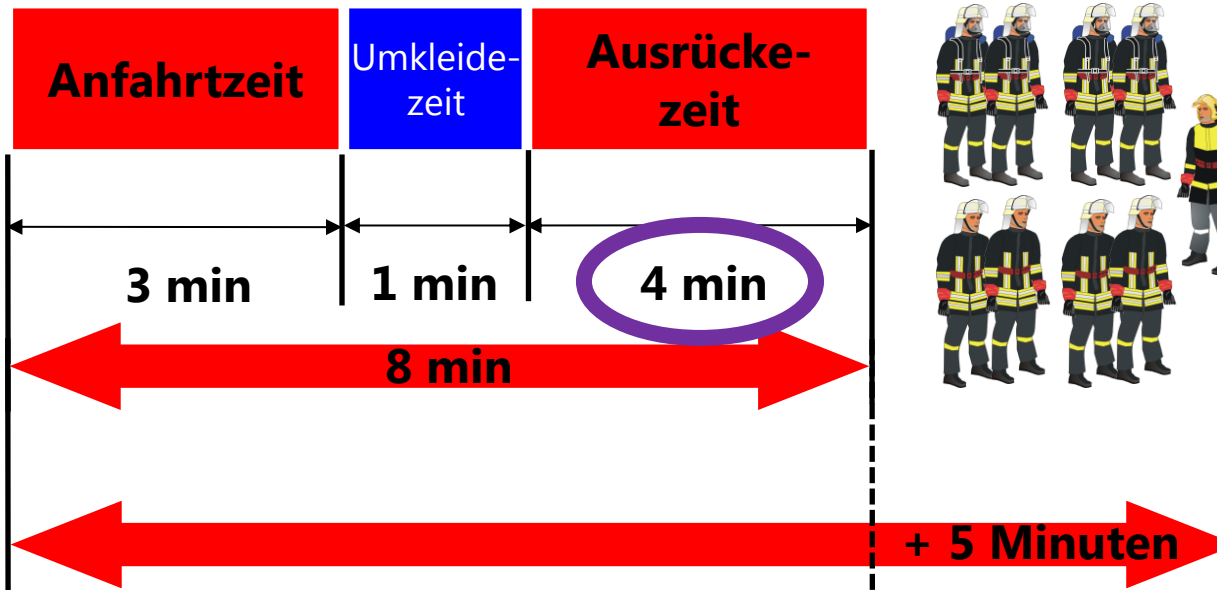 Anfahrtzeit
Umkleide-
zeit
Ausrücke-
zeit
3 min
1 min
4 min
8 min
+ 5 Minuten